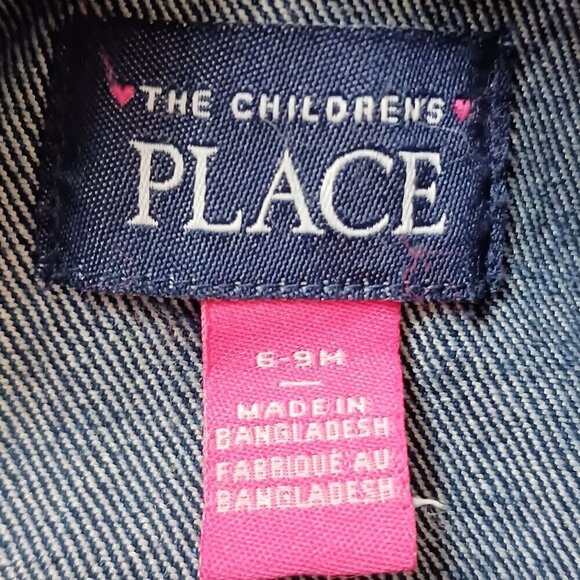 THE CHILDREN'S
PLACE
6-9M
MADE IN
BANGLADESH
FABRIQUÉ AU
BANGLADESH